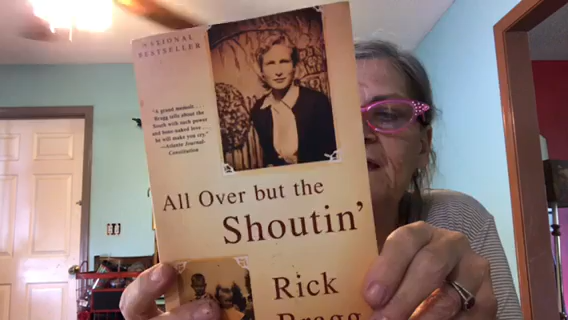 NATIONAL
BESTSELLER
"A grand memoir . . .
Bragg tells about the
South with such power
and bone-naked love . . .
he will make you cry."
—Atlanta Journal-
Constitution
All Over but the
Shoutin'
Rick
Bragg